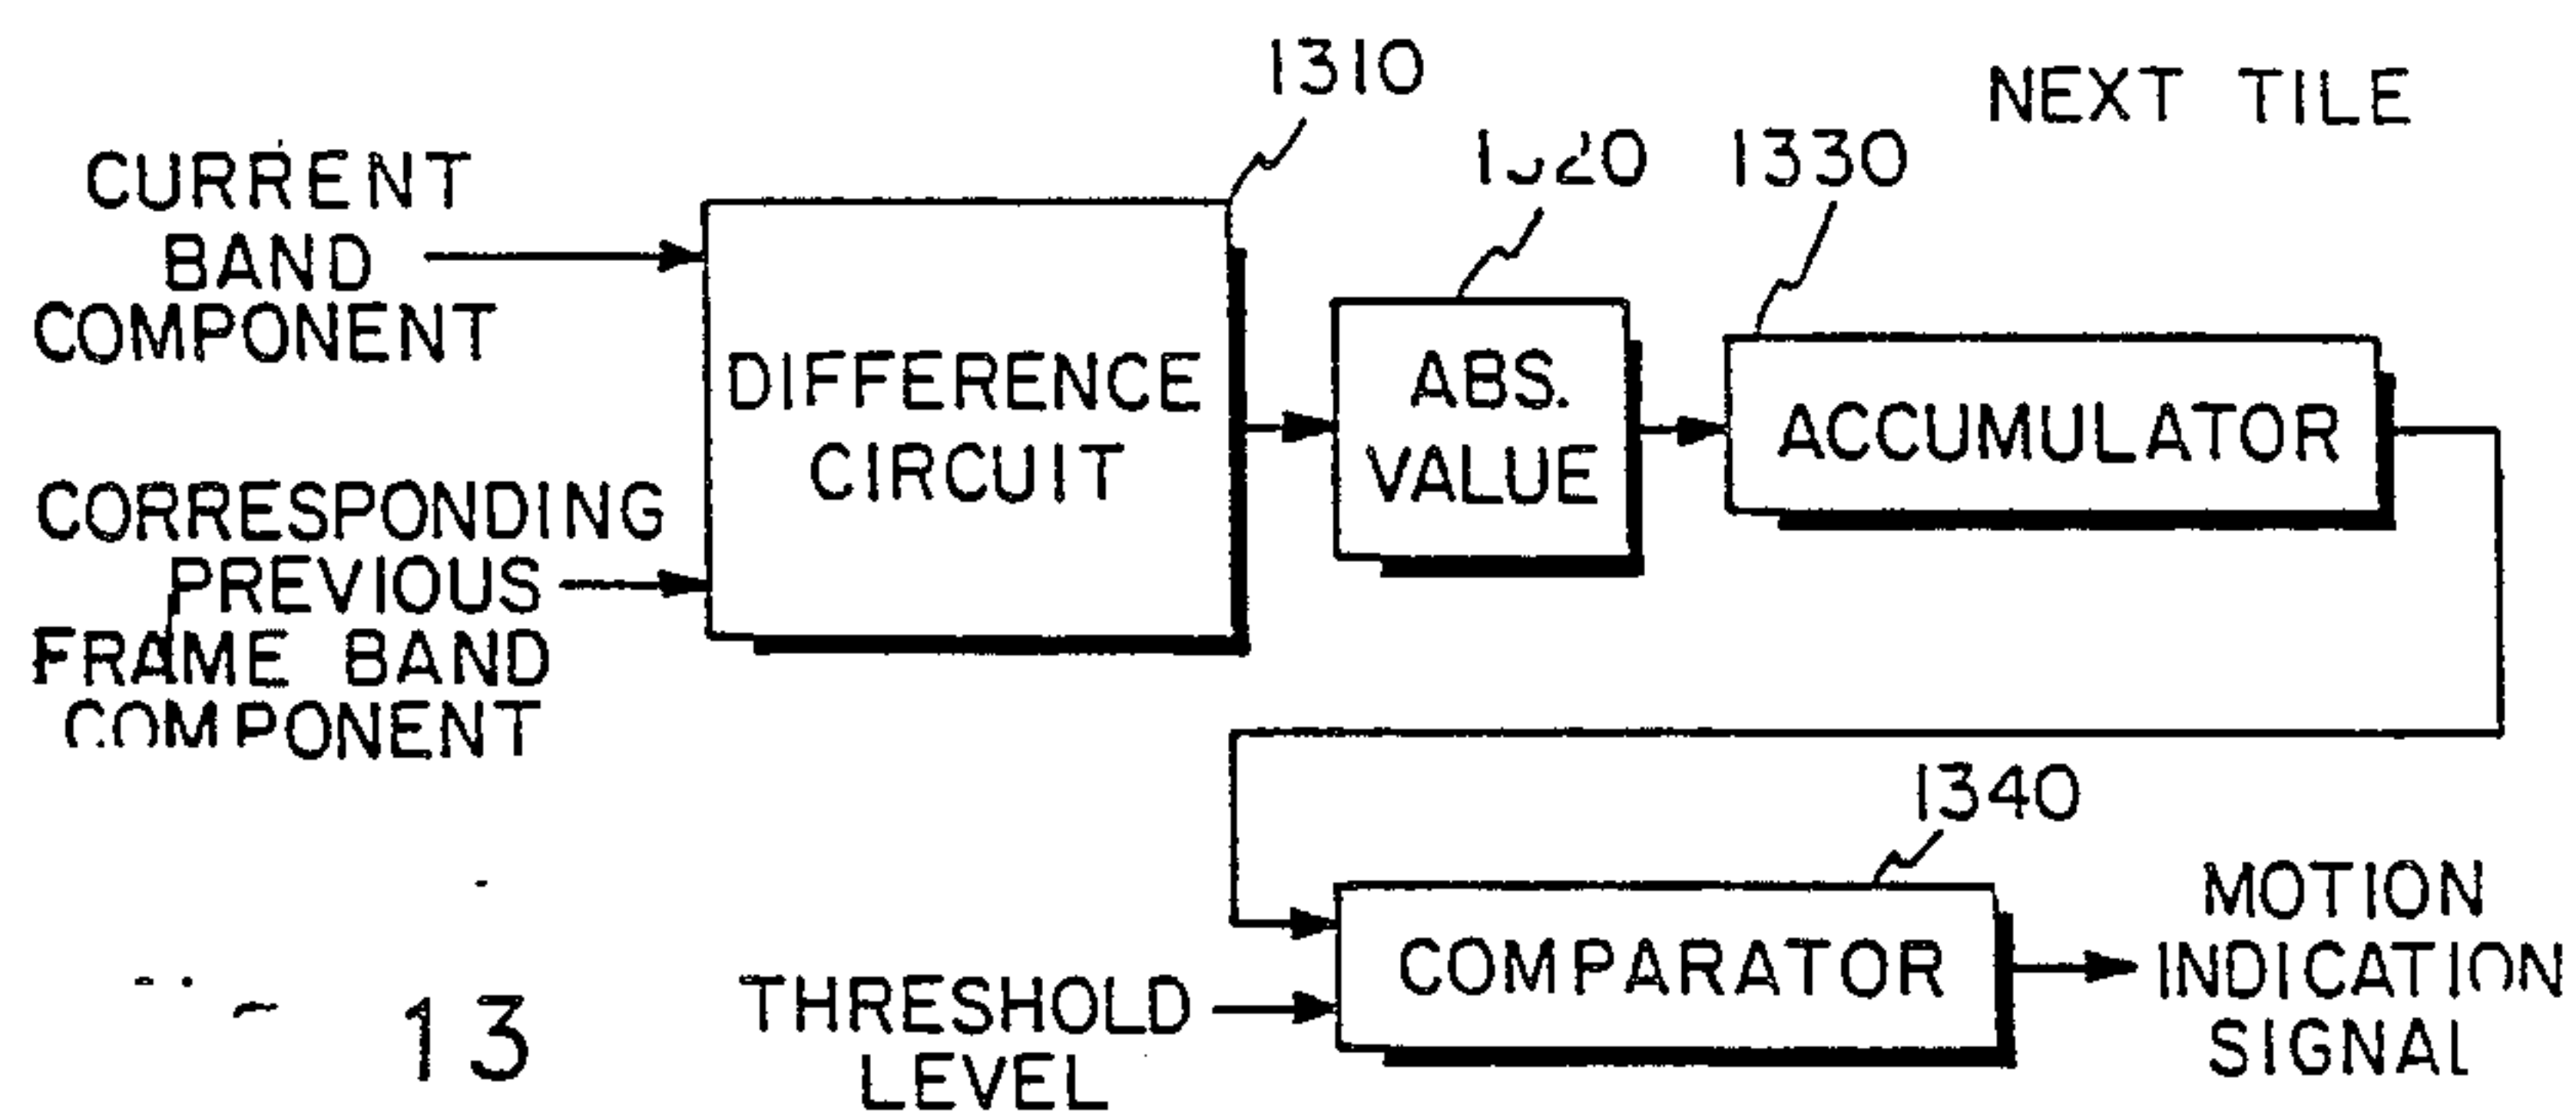 1310
NEXT TILE
1330
CURRENT
BAND
COMPONENT
DIFFERENCE
CIRCUIT
ABS.
VALUE
ACCUMULATOR
CORRESPONDING
PREVIOUS
FRAME BAND
COMPONENT
1340
COMPARATOR
THRESHOLD
LEVEL
MOTION
INDICATION
SIGNAL
13